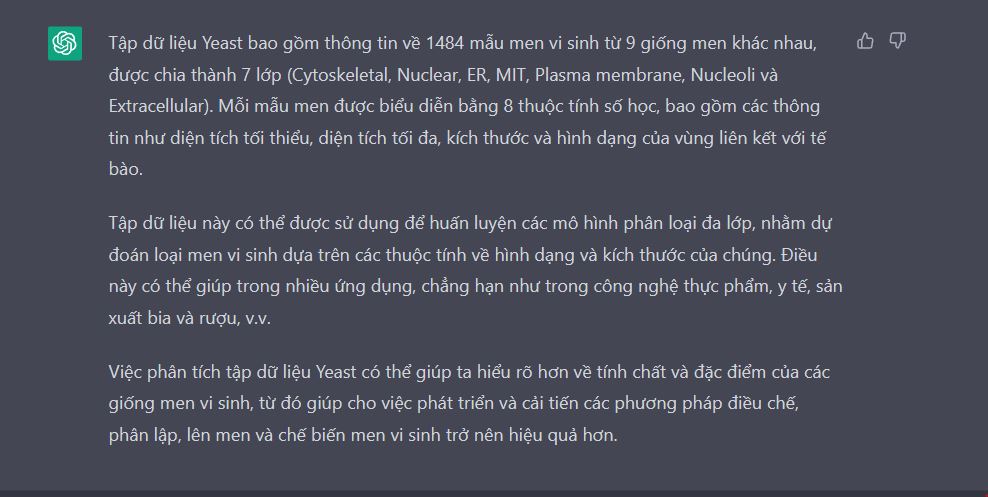 Tập dữ liệu Yeast bao gồm thông tin về 1484 mẫu men vi sinh từ 9 giống men khác nhau,
được chia thành 7 lớp (Cytoskeletal, Nuclear, ER, MIT, Plasma membrane, Nucleoli và
Extracellular). Mỗi mẫu men được biểu diễn bằng 8 thuộc tính số học, bao gồm các thông
tin như diện tích tối thiểu, diện tích tối đa, kích thước và hình dạng của vùng liên kết với tế
bào.
Tập dữ liệu này có thể được sử dụng để huấn luyện các mô hình phân loại đa lớp, nhằm dự
đoán loại men vi sinh dựa trên các thuộc tính về hình dạng và kích thước của chúng. Điều
này có thể giúp trong nhiều ứng dụng, chẳng hạn như trong công nghệ thực phẩm, y tế, sản
xuất bia và rượu, v.v.
Việc phân tích tập dữ liệu Yeast có thể giúp ta hiểu rõ hơn về tính chất và đặc điểm của các
giống men vi sinh, từ đó giúp cho việc phát triển và cải tiến các phương pháp điều chế,
phân lập, lên men và chế biến men vi sinh trở nên hiệu quả hơn.